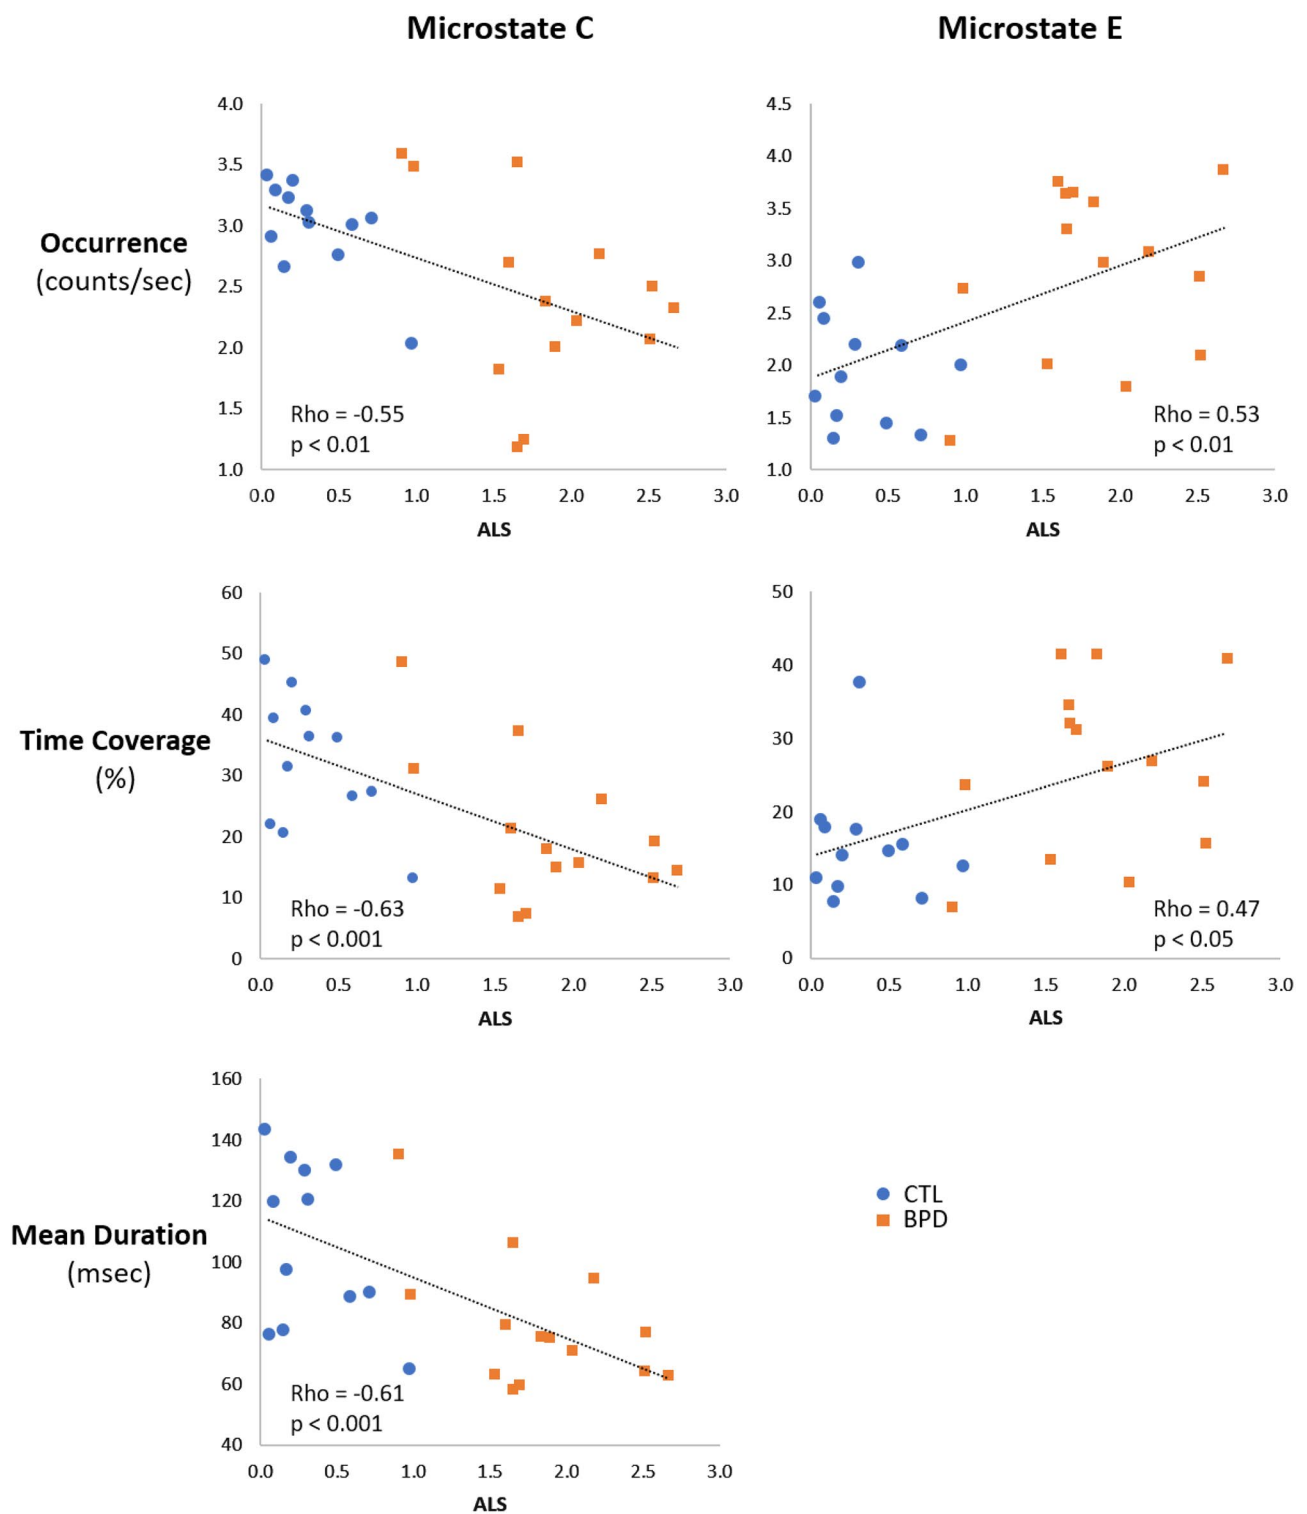 Microstate C
Microstate E
Occurrence
(counts/sec)
4.0
3.5
3.0
2.5
2.0
1.5
1.0
Rho = -0.55
p < 0.01
0.0 0.5 1.0 1.5 2.0 2.5 3.0
ALS
4.5
4.0
3.5
3.0
2.5
2.0
1.5
1.0
Rho = 0.53
p < 0.01
0.0 0.5 1.0 1.5 2.0 2.5 3.0
ALS
Time Coverage
(%)
60
50
40
30
20
10
0
Rho = -0.63
p < 0.001
0.0 0.5 1.0 1.5 2.0 2.5 3.0
ALS
50
40
30
20
10
0
Rho = 0.47
p < 0.05
0.0 0.5 1.0 1.5 2.0 2.5 3.0
ALS
Mean Duration
(msec)
160
140
120
100
80
60
40
Rho = -0.61
p < 0.001
0.0 0.5 1.0 1.5 2.0 2.5 3.0
ALS
CTL
BPD